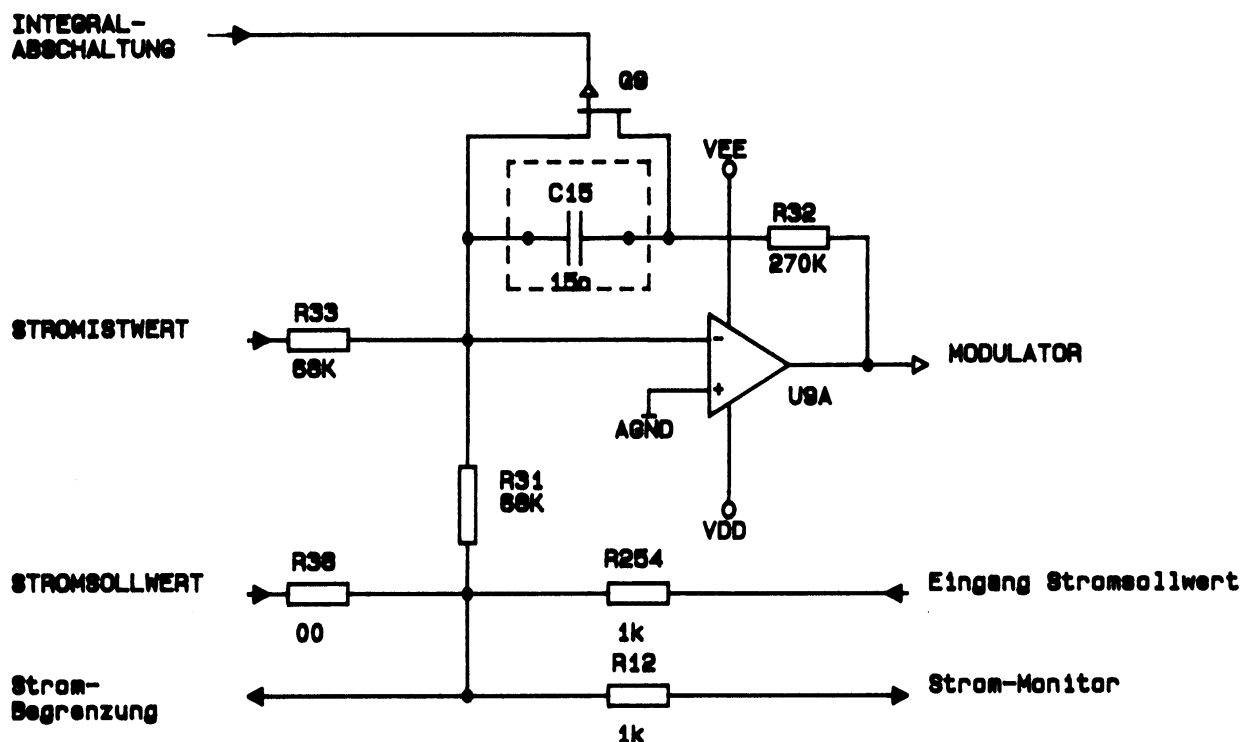 INTEGRAL-
ABSCHALTUNG
Q9
VEE
C15
R32
15n
270K
R33
STROMISTWERT
68K
-
MODULATOR
+
U9A
AGND
R31
68K
VDD
R36
R254
STROMSOLLWERT
Eingang Stromsollwert
00
1k
R12
Strom-
Begrenzung
Strom-Monitor
1k